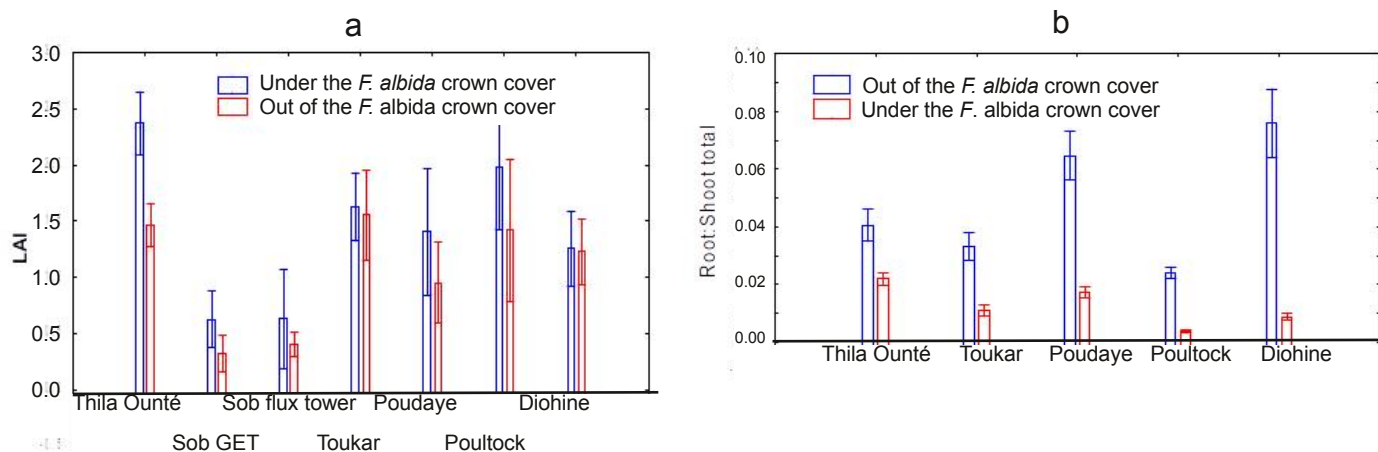 a
3.0
2.5
2.0
1.5
1.0
0.5
0.0
LAI
Under the F. albida crown cover
Out of the F. albida crown cover
Thila Ounté
Sob flux tower
Poudaye
Diohine
Sob GET
Toukar
Poultock
b
0.10
0.08
0.06
0.04
0.02
0.00
Root:Shoot total
Out of the F. albida crown cover
Under the F. albida crown cover
Thila Ounté
Toukar
Poudaye
Poultock
Diohine